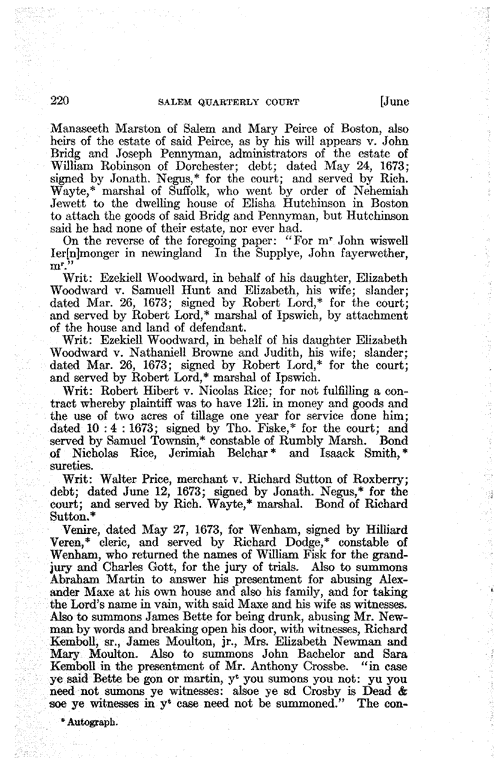 220 SALEM QUARTERLY COURT [June
Manaseeth Marston of Salem and Mary Peirce of Boston, also
heirs of the estate of said Peirce, as by his will appears v. John
Bridg and Joseph Pennyman, administrators of the estate of
William Robinson of Dorchester; debt; dated May 24, 1673;
signed by Jonath. Negus,* for the court; and served by Rich.
Wayte,* marshal of Suffolk, who went by order of Nehemiah
Jewett to the dwelling house of Elisha Hutchinson in Boston
to attach the goods of said Bridg and Pennyman, but Hutchinson
said he had none of their estate, nor ever had.
On the reverse of the foregoing paper: "For mʳ John wiswell
Ier[n]monger in newingland In the Supplye, John fayerwether,
mʳ."
Writ: Ezekiell Woodward, in behalf of his daughter, Elizabeth
Woodward v. Samuell Hunt and Elizabeth, his wife; slander;
dated Mar. 26, 1673; signed by Robert Lord,* for the court;
and served by Robert Lord,* marshal of Ipswich, by attachment
of the house and land of defendant.
Writ: Ezekiell Woodward, in behalf of his daughter Elizabeth
Woodward v. Nathaniell Browne and Judith, his wife; slander;
dated Mar. 26, 1673; signed by Robert Lord,* for the court;
and served by Robert Lord,* marshal of Ipswich.
Writ: Robert Hibert v. Nicolas Rice; for not fulfilling a con-
tract whereby plaintiff was to have 12li. in money and goods and
the use of two acres of tillage one year for service done him;
dated 10 : 4 : 1673; signed by Tho. Fiske,* for the court; and
served by Samuel Townsin,* constable of Rumbly Marsh. Bond
of Nicholas Rice, Jerimiah Belchar* and Isaack Smith,*
sureties.
Writ: Walter Price, merchant v. Richard Sutton of Roxberry;
debt; dated June 12, 1673; signed by Jonath. Negus,* for the
court; and served by Rich. Wayte,* marshal. Bond of Richard
Sutton.*
Venire, dated May 27, 1673, for Wenham, signed by Hilliard
Veren,* cleric, and served by Richard Dodge,* constable of
Wenham, who returned the names of William Fisk for the grand-
jury and Charles Gott, for the jury of trials. Also to summons
Abraham Martin to answer his presentment for abusing Alex-
ander Maxe at his own house and also his family, and for taking
the Lord's name in vain, with said Maxe and his wife as witnesses.
Also to summons James Bette for being drunk, abusing Mr. New-
man by words and breaking open his door, with witnesses, Richard
Kemboll, sr., James Moulton, jr., Mrs. Elizabeth Newman and
Mary Moulton. Also to summons John Bachelor and Sara
Kemboll in the presentment of Mr. Anthony Crossbe. "in case
ye said Bette be gon or martin, yᵗ you sumons you not: yu you
need not sumons ye witnesses: alsoe ye sd Crosby is Dead &
soe ye witnesses in yᵗ case need not be summoned." The con-
* Autograph.